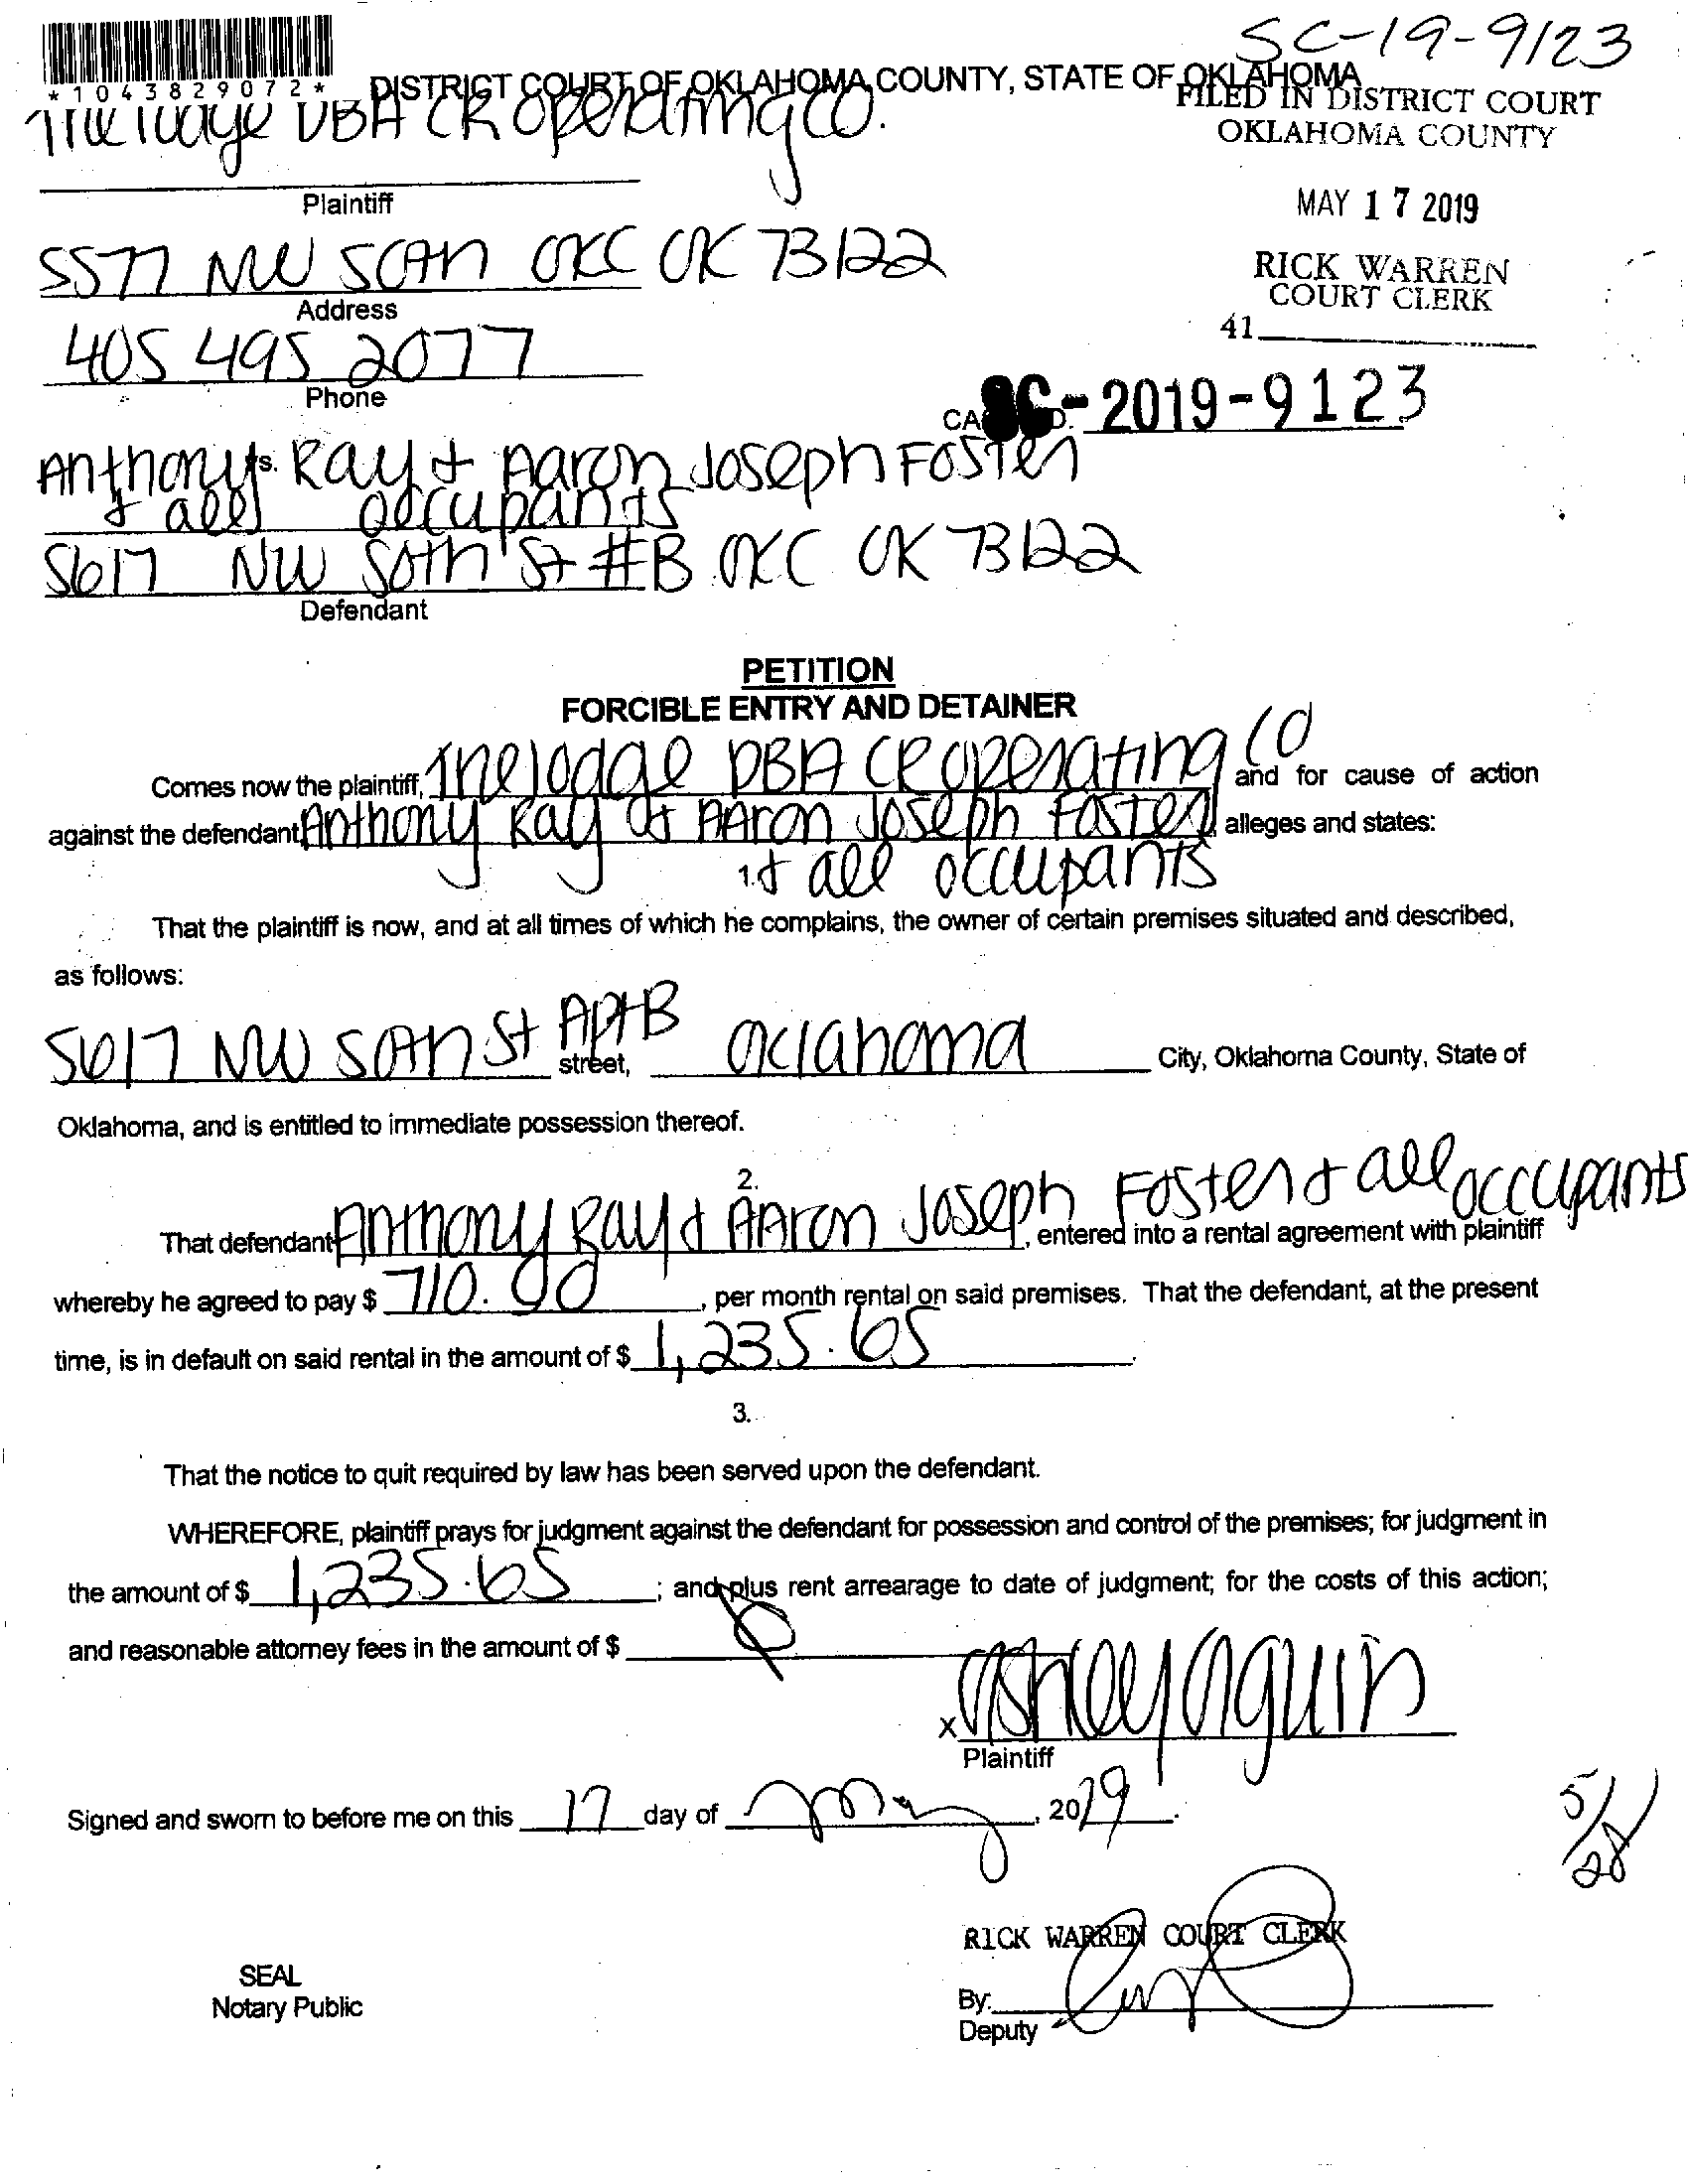 SC-19-9123
*1043829072*
DISTRICT COURT OF OKLAHOMA COUNTY, STATE OF OKLAHOMA
FILED IN DISTRICT COURT
OKLAHOMA COUNTY
The lodge DBA CR Operating CO.
Plaintiff
MAY 17 2019
5577 NW 50th OKC OK 73122
Address
RICK WARREN
COURT CLERK
41
405 495 2077
Phone
SC-2019-9123
Anthony Ray & Aaron Joseph Foster
vs.
& all occupants
5617 NW 50th St #B OKC OK 73122
Defendant
PETITION
FORCIBLE ENTRY AND DETAINER
Comes now the plaintiff, The lodge DBA CR Operating CO and for cause of action
against the defendant Anthony Ray & Aaron Joseph Foster, alleges and states:
1. & all occupants
That the plaintiff is now, and at all times of which he complains, the owner of certain premises situated and described,
as follows:
5617 NW 50th St Apt B street, Oklahoma City, Oklahoma County, State of
Oklahoma, and is entitled to immediate possession thereof.
2.
That defendant Anthony Ray & Aaron Joseph Foster & all occcupants, entered into a rental agreement with plaintiff
whereby he agreed to pay $ 710.00, per month rental on said premises. That the defendant, at the present
time, is in default on said rental in the amount of $ 1,235.65.
3.
That the notice to quit required by law has been served upon the defendant.
WHEREFORE, plaintiff prays for judgment against the defendant for possession and control of the premises; for judgment in
the amount of $ 1,235.65; and plus rent arrearage to date of judgment; for the costs of this action;
and reasonable attorney fees in the amount of $
x Ashley Aguin
Plaintiff
Signed and sworn to before me on this 17 day of May, 2019.
5/28
RICK WARREN COURT CLERK
SEAL
Notary Public
By:
Deputy